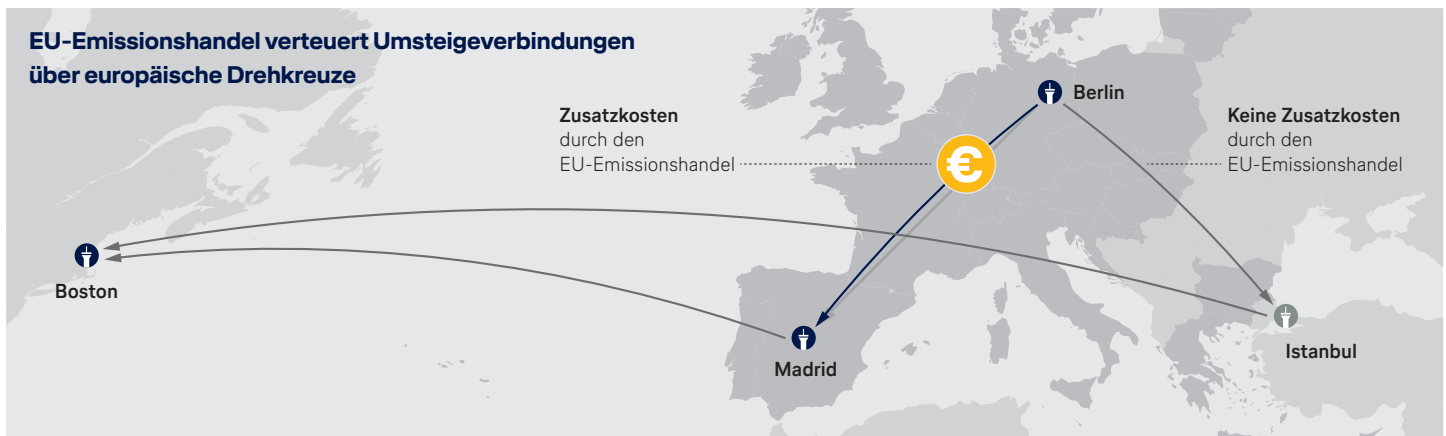 EU-Emissionshandel verteuert Umsteigeverbindungen
über europäische Drehkreuze
Berlin
Zusatzkosten
durch den
EU-Emissionshandel
€
Keine Zusatzkosten
durch den
EU-Emissionshandel
Boston
Madrid
Istanbul